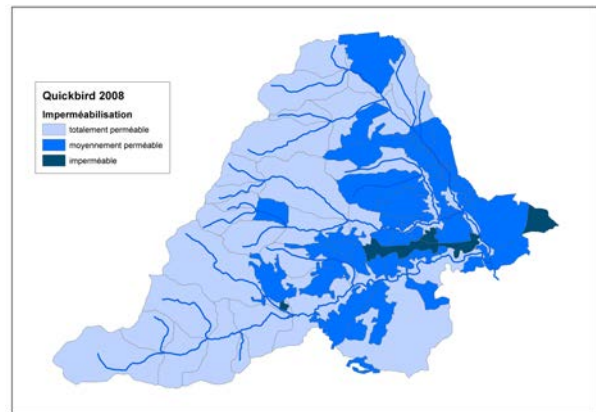 Quickbird 2008
Imperméabilisation
totalement perméable
moyennement perméable
imperméable